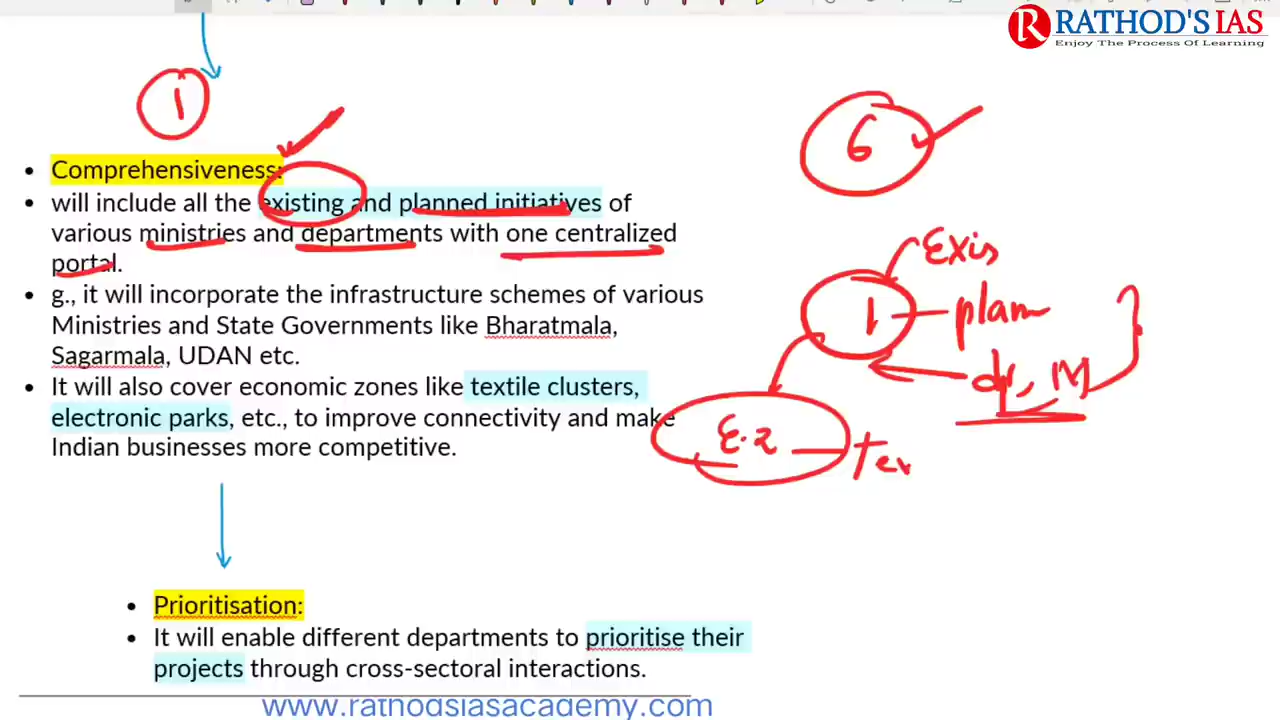 RATHOD'S IAS
Enjoy The Process Of Learning
1
6
Comprehensiveness:
will include all the existing and planned initiatives of
various ministries and departments with one centralized
portal.
g., it will incorporate the infrastructure schemes of various
Ministries and State Governments like Bharatmala,
Sagarmala, UDAN etc.
It will also cover economic zones like textile clusters,
electronic parks, etc., to improve connectivity and make
Indian businesses more competitive.
Exis
1
plan
M
Prioritisation:
It will enable different departments to prioritise their
projects through cross-sectoral interactions.
www.rathodsiasacademy.com